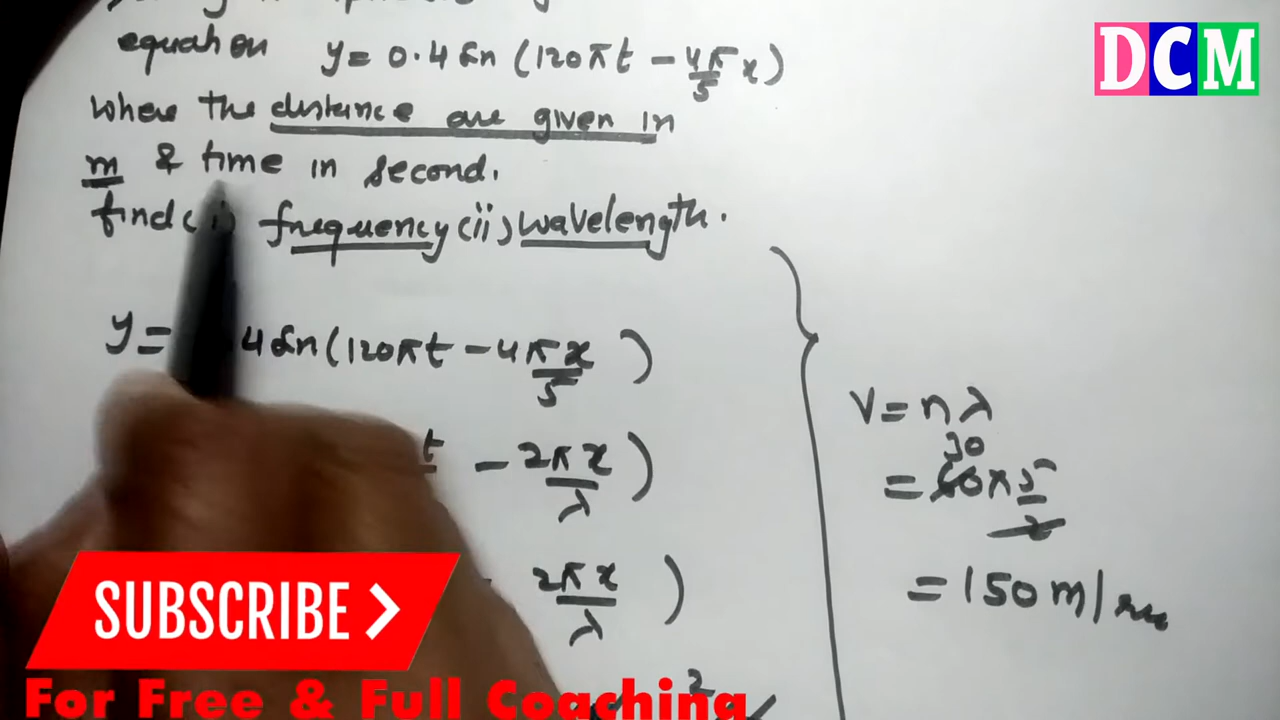 equation y= 0.4 sin (120πt - 4π/5 x)
DCM
where the distance are given in
m & time in second.
find (i) frequency (ii) wavelength.
y= 4 sin (120πt - 4πx/5)
t - 2πx/λ)
2πx/λ)
v= nλ
30
= 60 x 5/2
= 150 m/sec
2
SUBSCRIBE >
For Free & Full Coaching